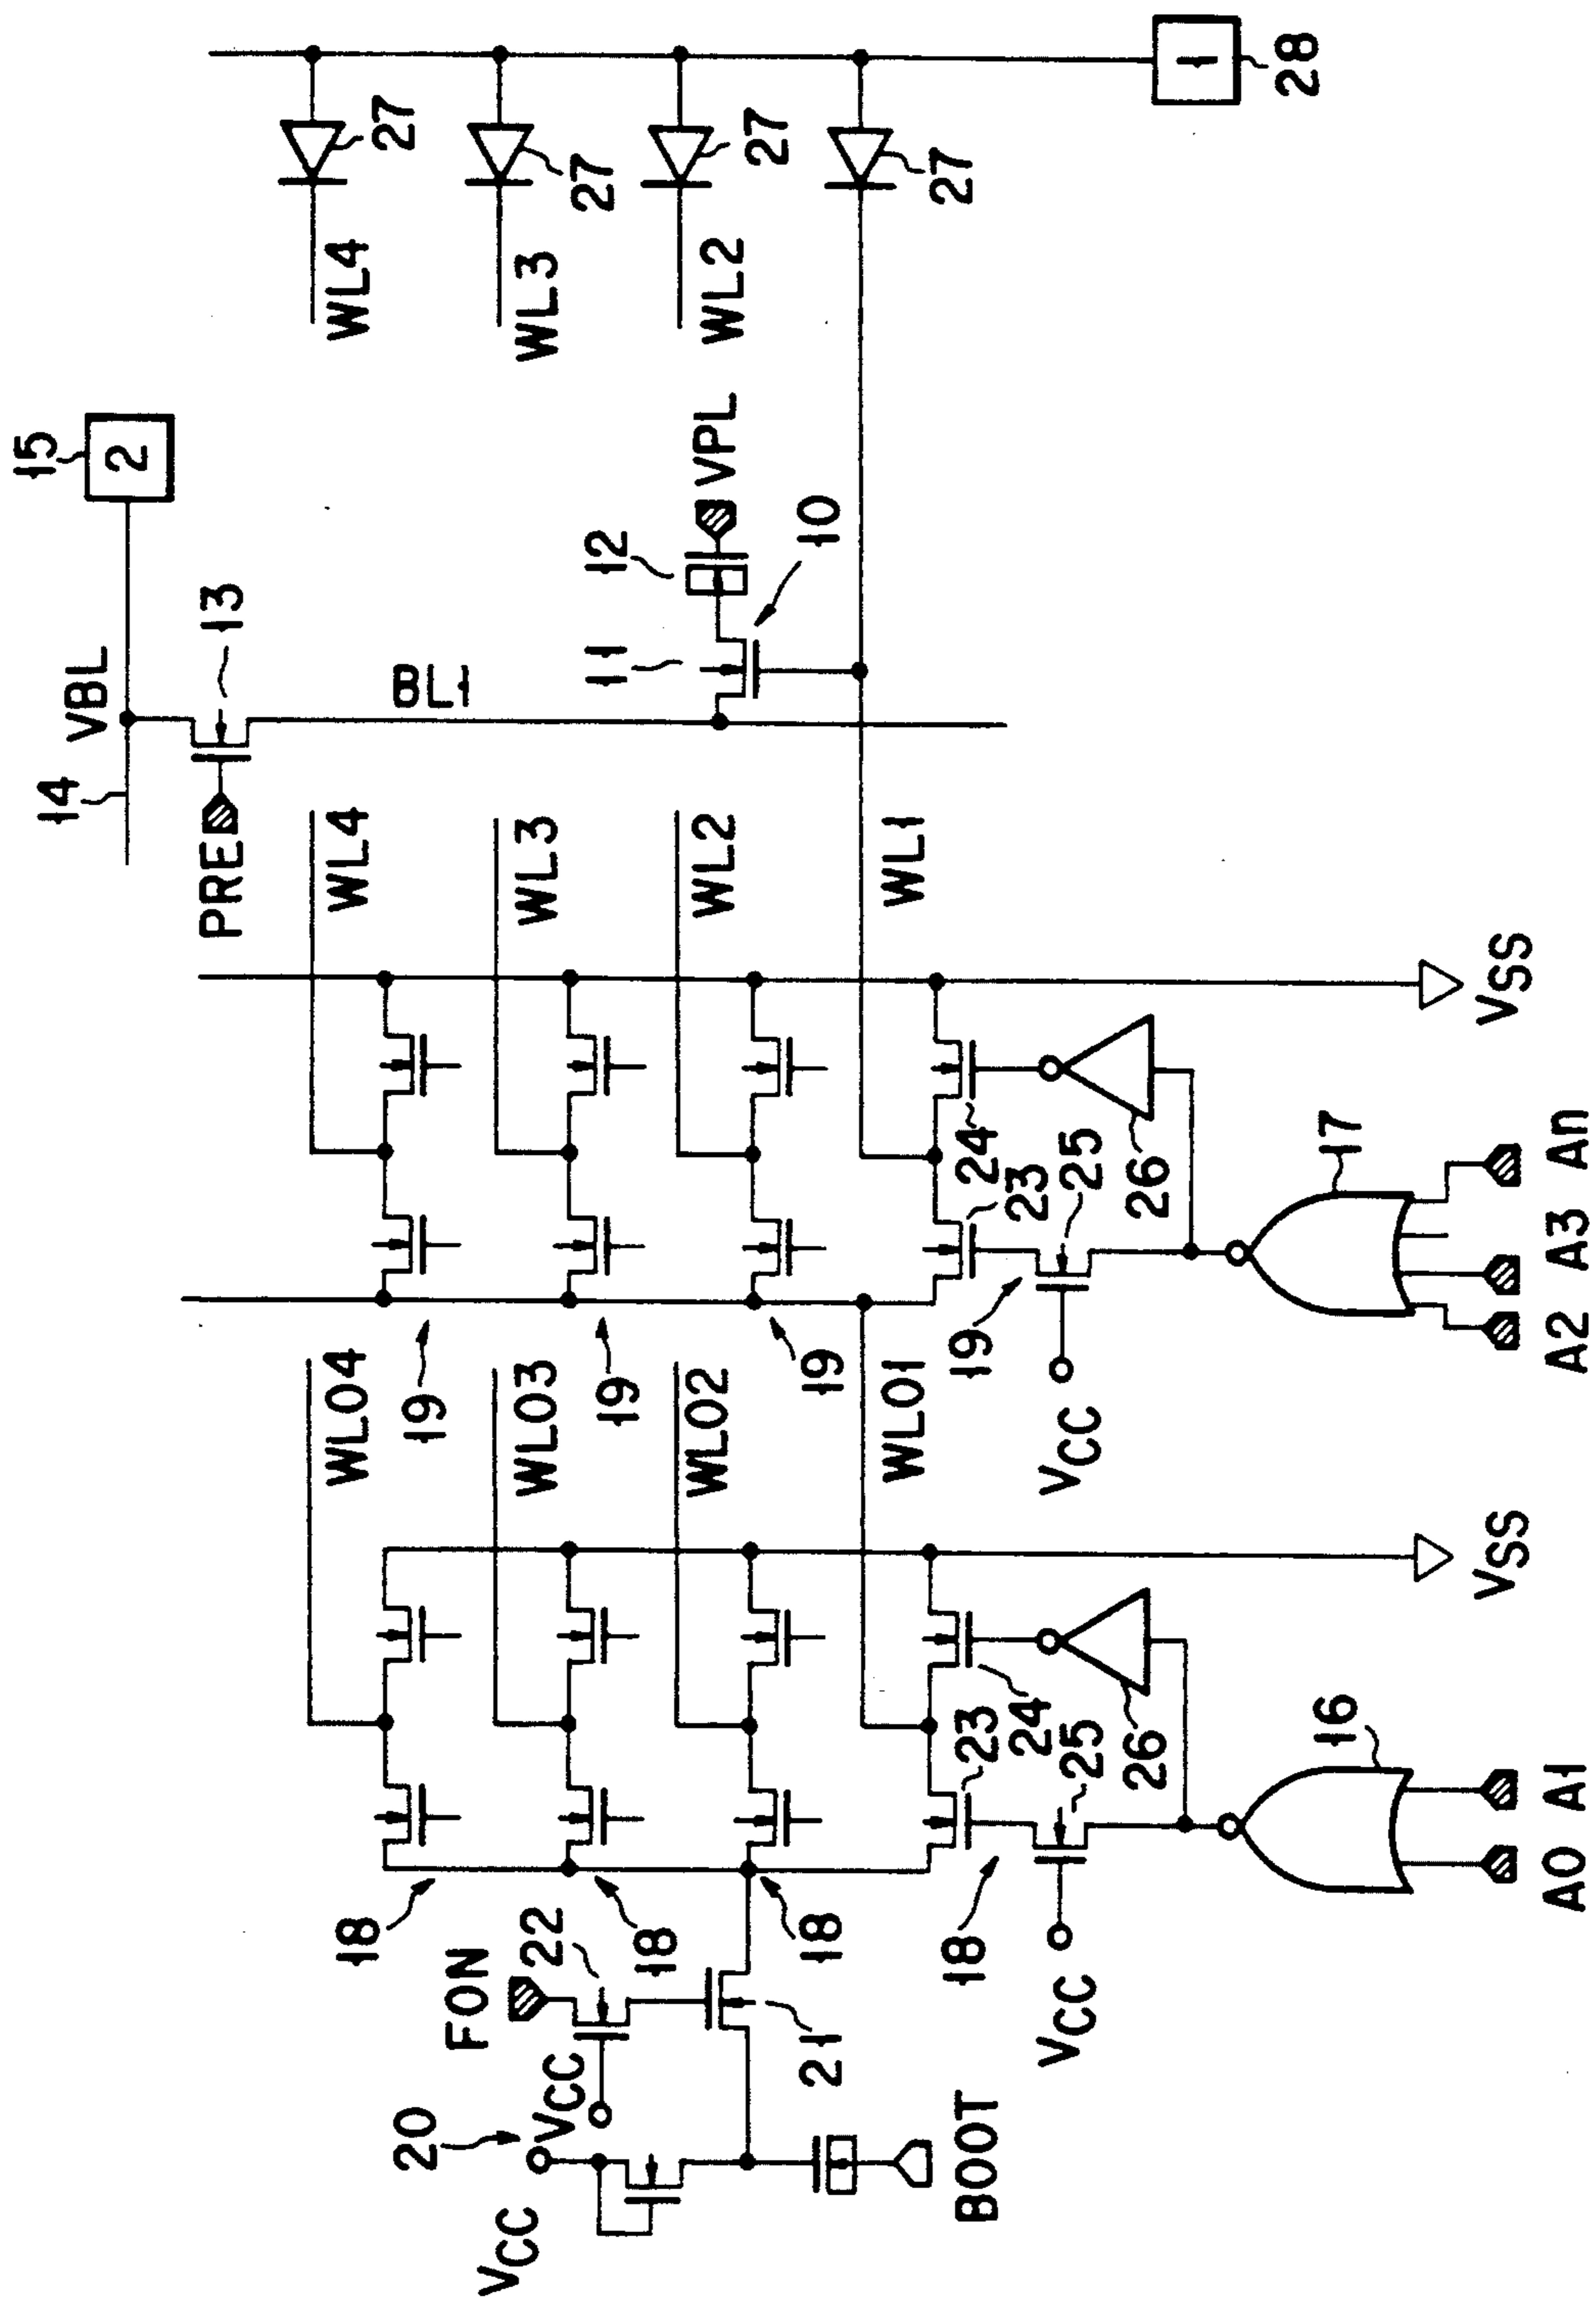 14 15
VBL
2
PRE 13
18 WL04 WL4 WL4
27
20 19 BL1
FON
VCC 22 WL03 WL3 WL3
VCC
27
12
11
19
18
WL02 WL2 VPL WL2
27
21 18 19 10
WL01 WL1
27
BOOT 18 23 19 24
24 23
VCC 25 VCC 25
26 26
1
28
16 17
VSS VSS
A0 A1 A2 A3 An